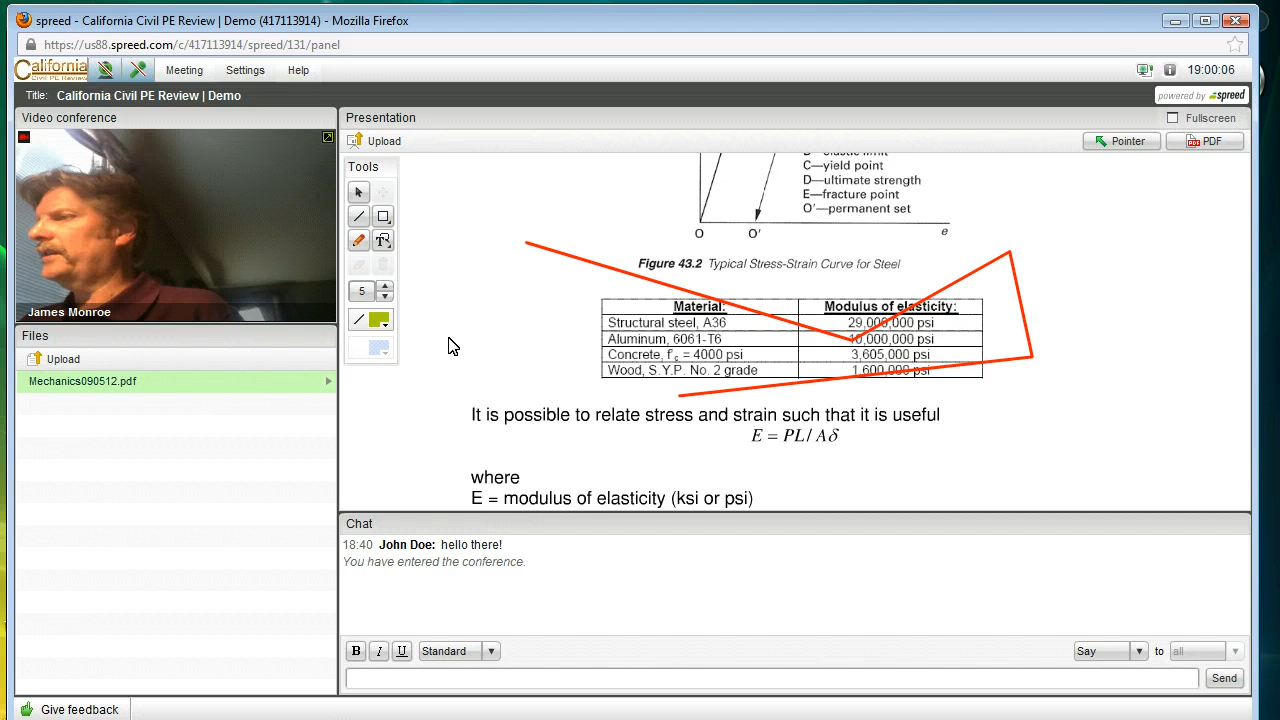 spreed - California Civil PE Review | Demo (417113914) - Mozilla Firefox
https://us88.spreed.com/c/417113914/spreed/131/panel
California
Civil PE Review
Meeting Settings Help
19:00:06
Title: California Civil PE Review | Demo
powered by spreed
Video conference
James Monroe
Files
Upload
Mechanics090512.pdf
Presentation
Fullscreen
Upload
Pointer
PDF
Tools
5
C—yield point
D—ultimate strength
E—fracture point
O'—permanent set
O O' e
Figure 43.2 Typical Stress-Strain Curve for Steel
Material: Modulus of elasticity:
Structural steel, A36 29,000,000 psi
Aluminum, 6061-T6 10,000,000 psi
Concrete, f'c = 4000 psi 3,605,000 psi
Wood, S.Y.P. No. 2 grade 1,600,000 psi
It is possible to relate stress and strain such that it is useful
E = PL / Aδ
where
E = modulus of elasticity (ksi or psi)
Chat
18:40 John Doe: hello there!
You have entered the conference.
B I U Standard
Say to all
Send
Give feedback